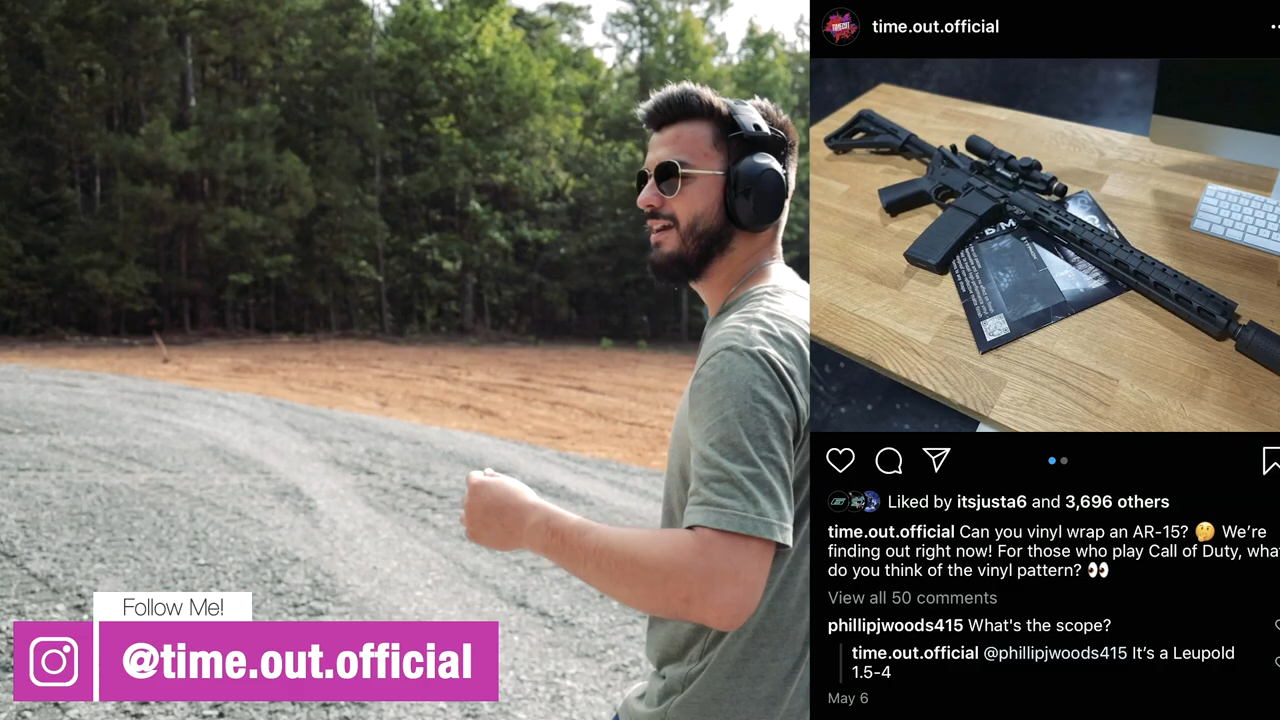 Follow Me!
@time.out.official
time.out.official
Liked by itsjusta6 and 3,696 others
time.out.official Can you vinyl wrap an AR-15? 🤔 We’re
finding out right now! For those who play Call of Duty, what
do you think of the vinyl pattern? 👀
View all 50 comments
phillipjwoods415 What's the scope?
time.out.official @phillipjwoods415 It’s a Leupold
1.5-4
May 6